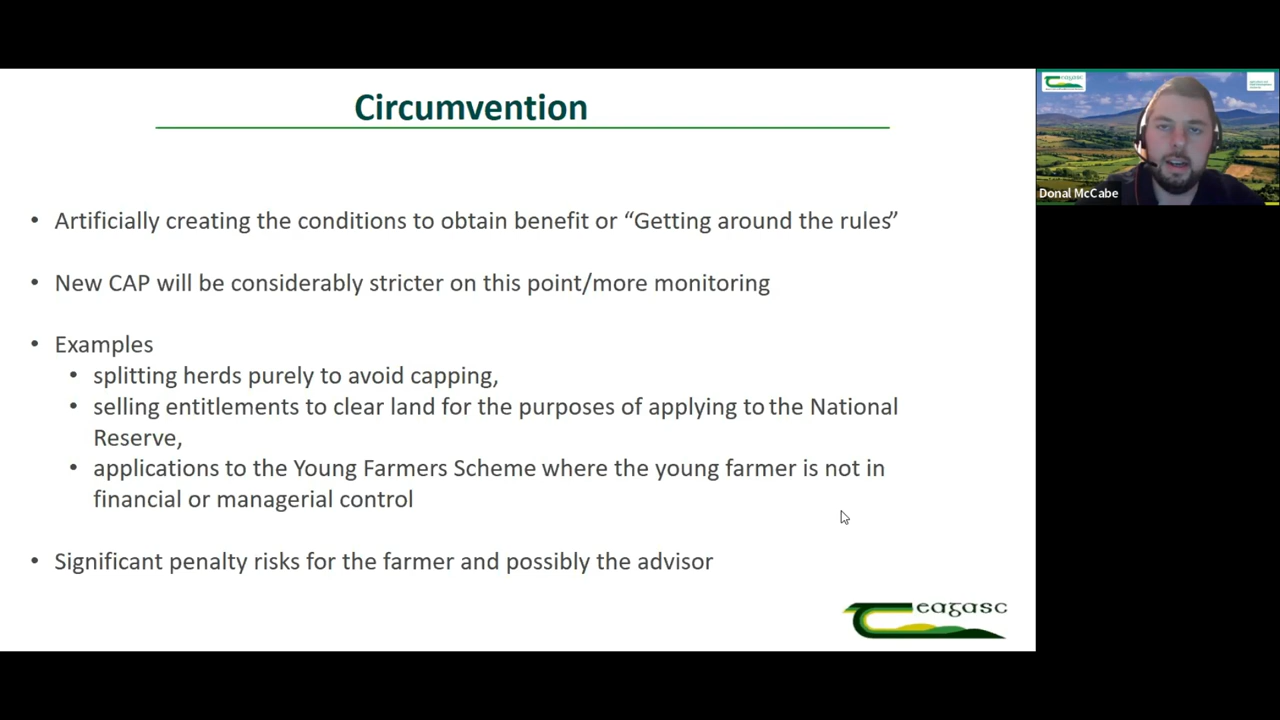 Circumvention
• Artificially creating the conditions to obtain benefit or “Getting around the rules”
• New CAP will be considerably stricter on this point/more monitoring
• Examples
• splitting herds purely to avoid capping,
• selling entitlements to clear land for the purposes of applying to the National
Reserve,
• applications to the Young Farmers Scheme where the young farmer is not in
financial or managerial control
• Significant penalty risks for the farmer and possibly the advisor
eagasc
eagasc
Donal McCabe